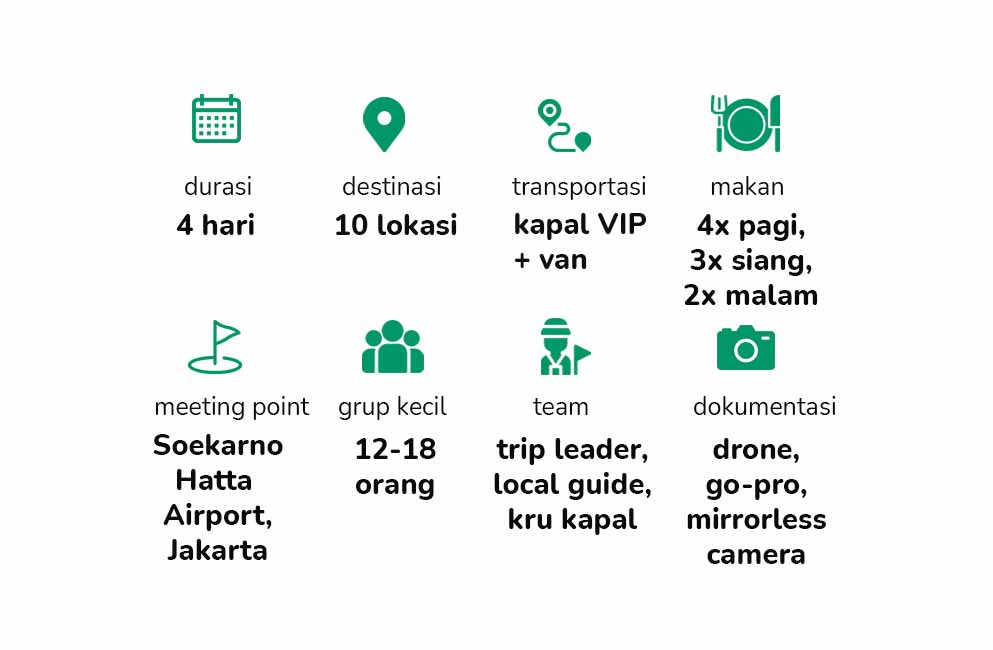 durasi
4 hari
destinasi
10 lokasi
transportasi
kapal VIP
+ van
makan
4x pagi,
3x siang,
2x malam
meeting point
Soekarno
Hatta
Airport,
Jakarta
grup kecil
12-18
orang
team
trip leader,
local guide,
kru kapal
dokumentasi
drone,
go-pro,
mirrorless
camera